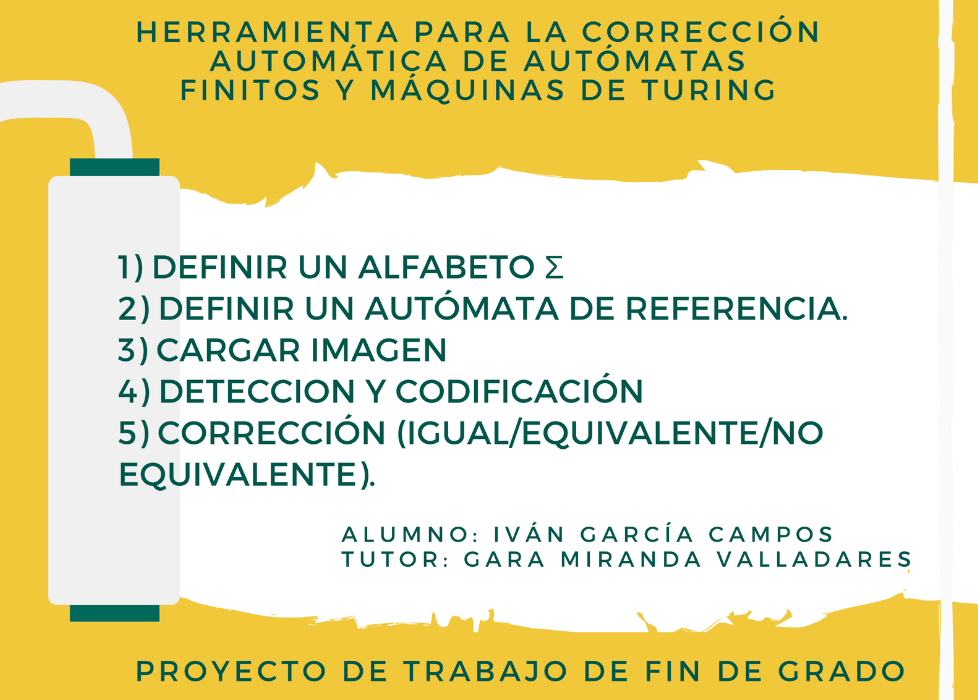 HERRAMIENTA PARA LA CORRECCIÓN
AUTOMÁTICA DE AUTÓMATAS
FINITOS Y MÁQUINAS DE TURING
1) DEFINIR UN ALFABETO Σ
2) DEFINIR UN AUTÓMATA DE REFERENCIA.
3) CARGAR IMAGEN
4) DETECCION Y CODIFICACIÓN
5) CORRECCIÓN (IGUAL/EQUIVALENTE/NO
EQUIVALENTE).
ALUMNO: IVÁN GARCÍA CAMPOS
TUTOR: GARA MIRANDA VALLADARES
PROYECTO DE TRABAJO DE FIN DE GRADO